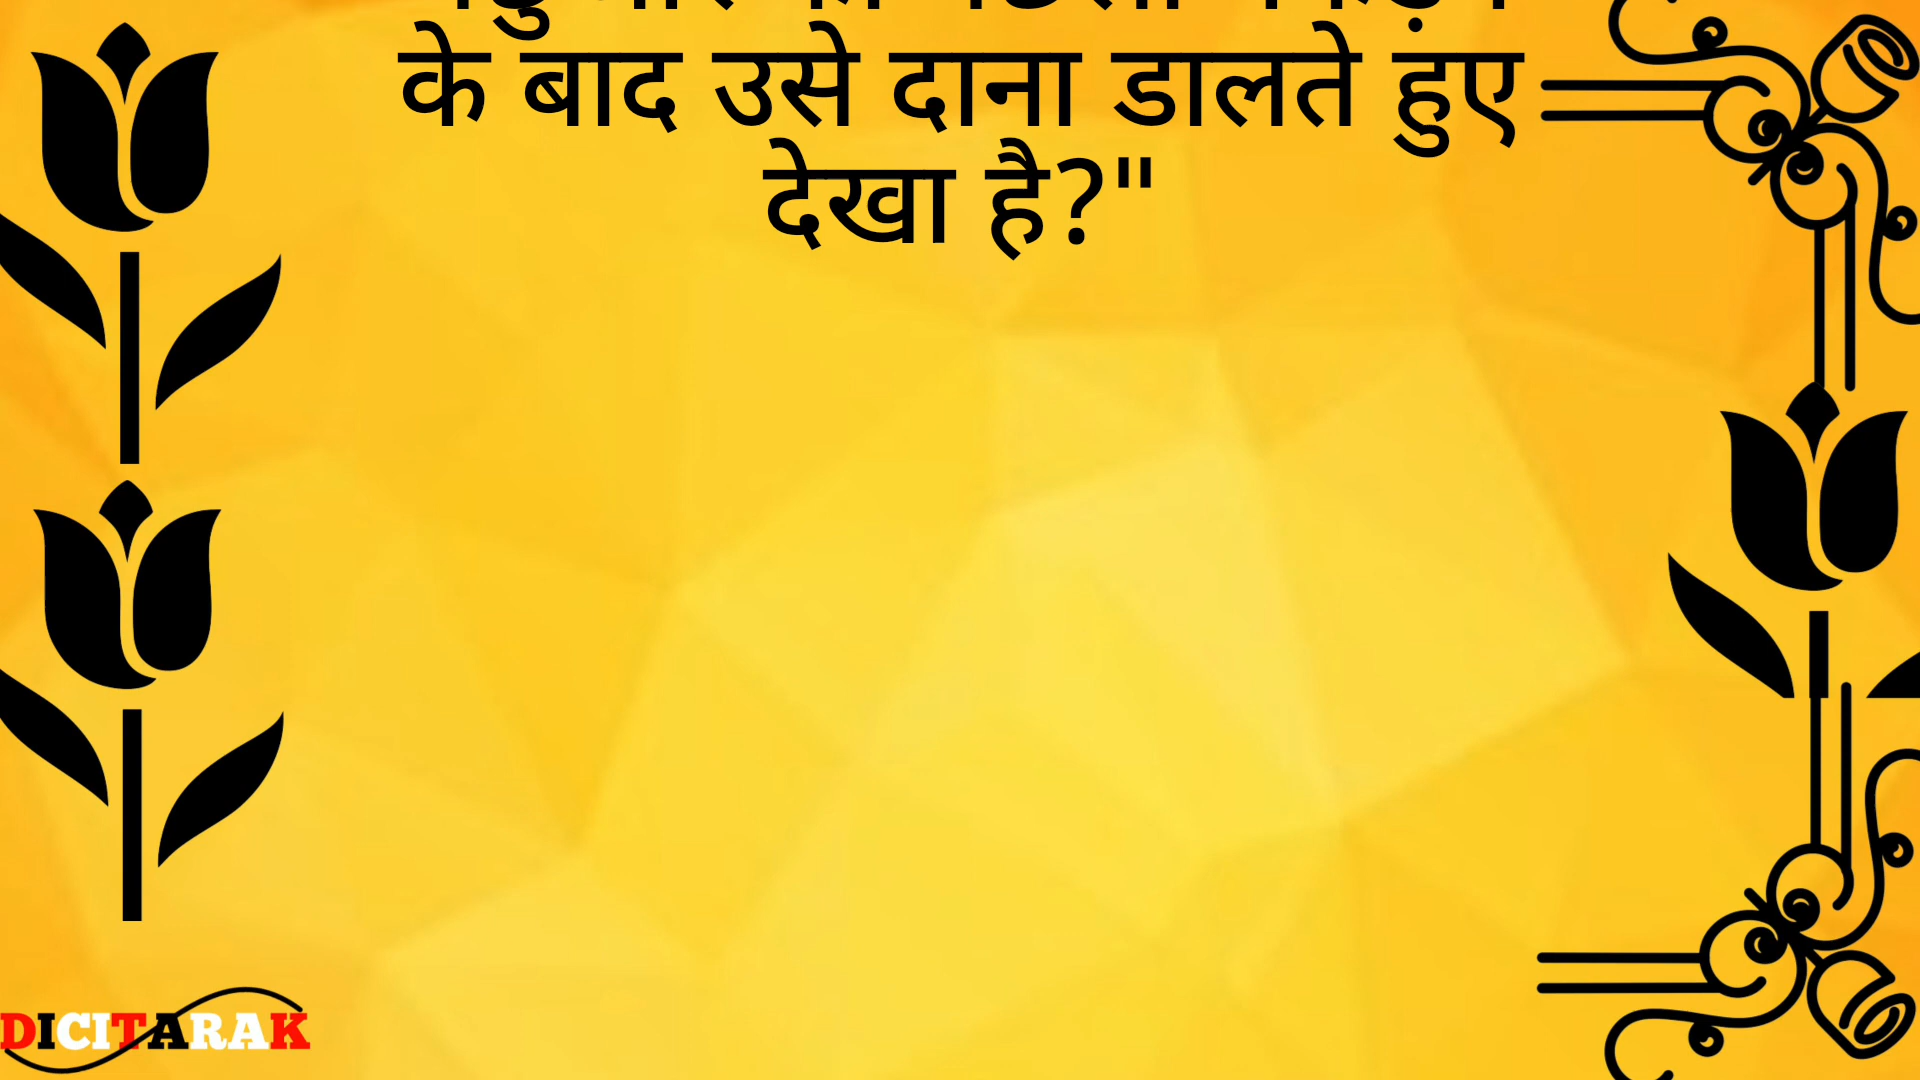 के बाद उसे दाना डालते हुए
देखा है?"
DICITARAK